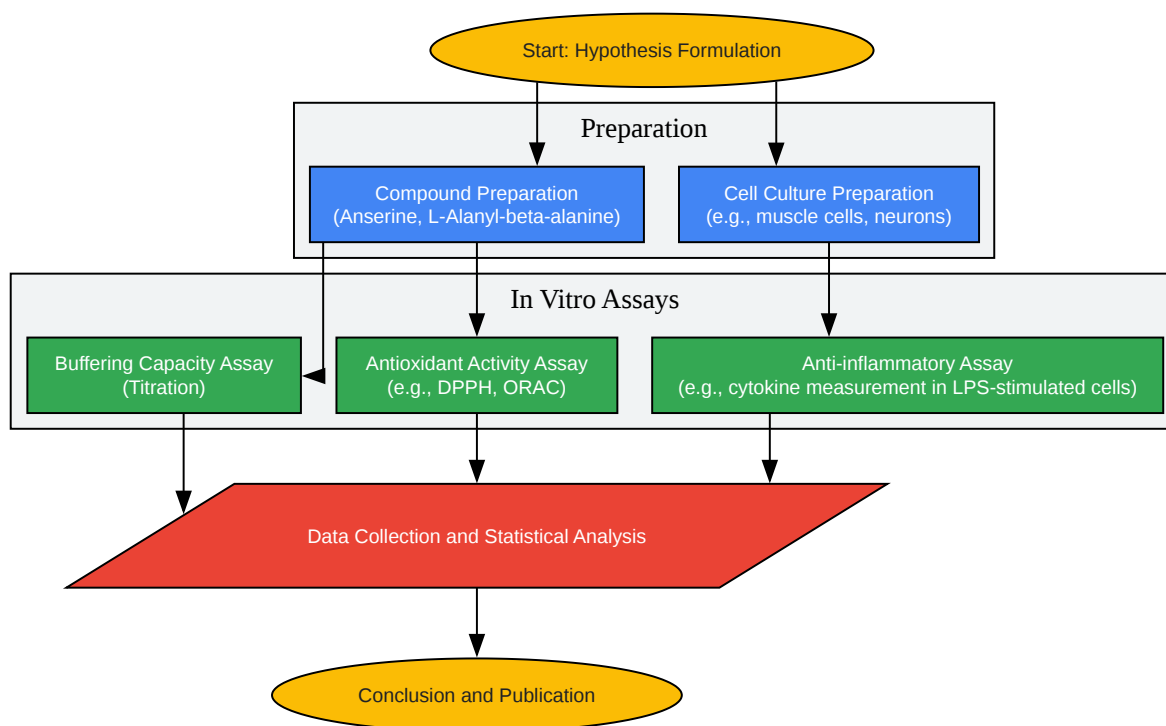 Start: Hypothesis Formulation
Preparation
Compound Preparation
(Anserine, L-Alanyl-beta-alanine)
Cell Culture Preparation
(e.g., muscle cells, neurons)
In Vitro Assays
Buffering Capacity Assay
(Titration)
Antioxidant Activity Assay
(e.g., DPPH, ORAC)
Anti-inflammatory Assay
(e.g., cytokine measurement in LPS-stimulated cells)
Data Collection and Statistical Analysis
Conclusion and Publication